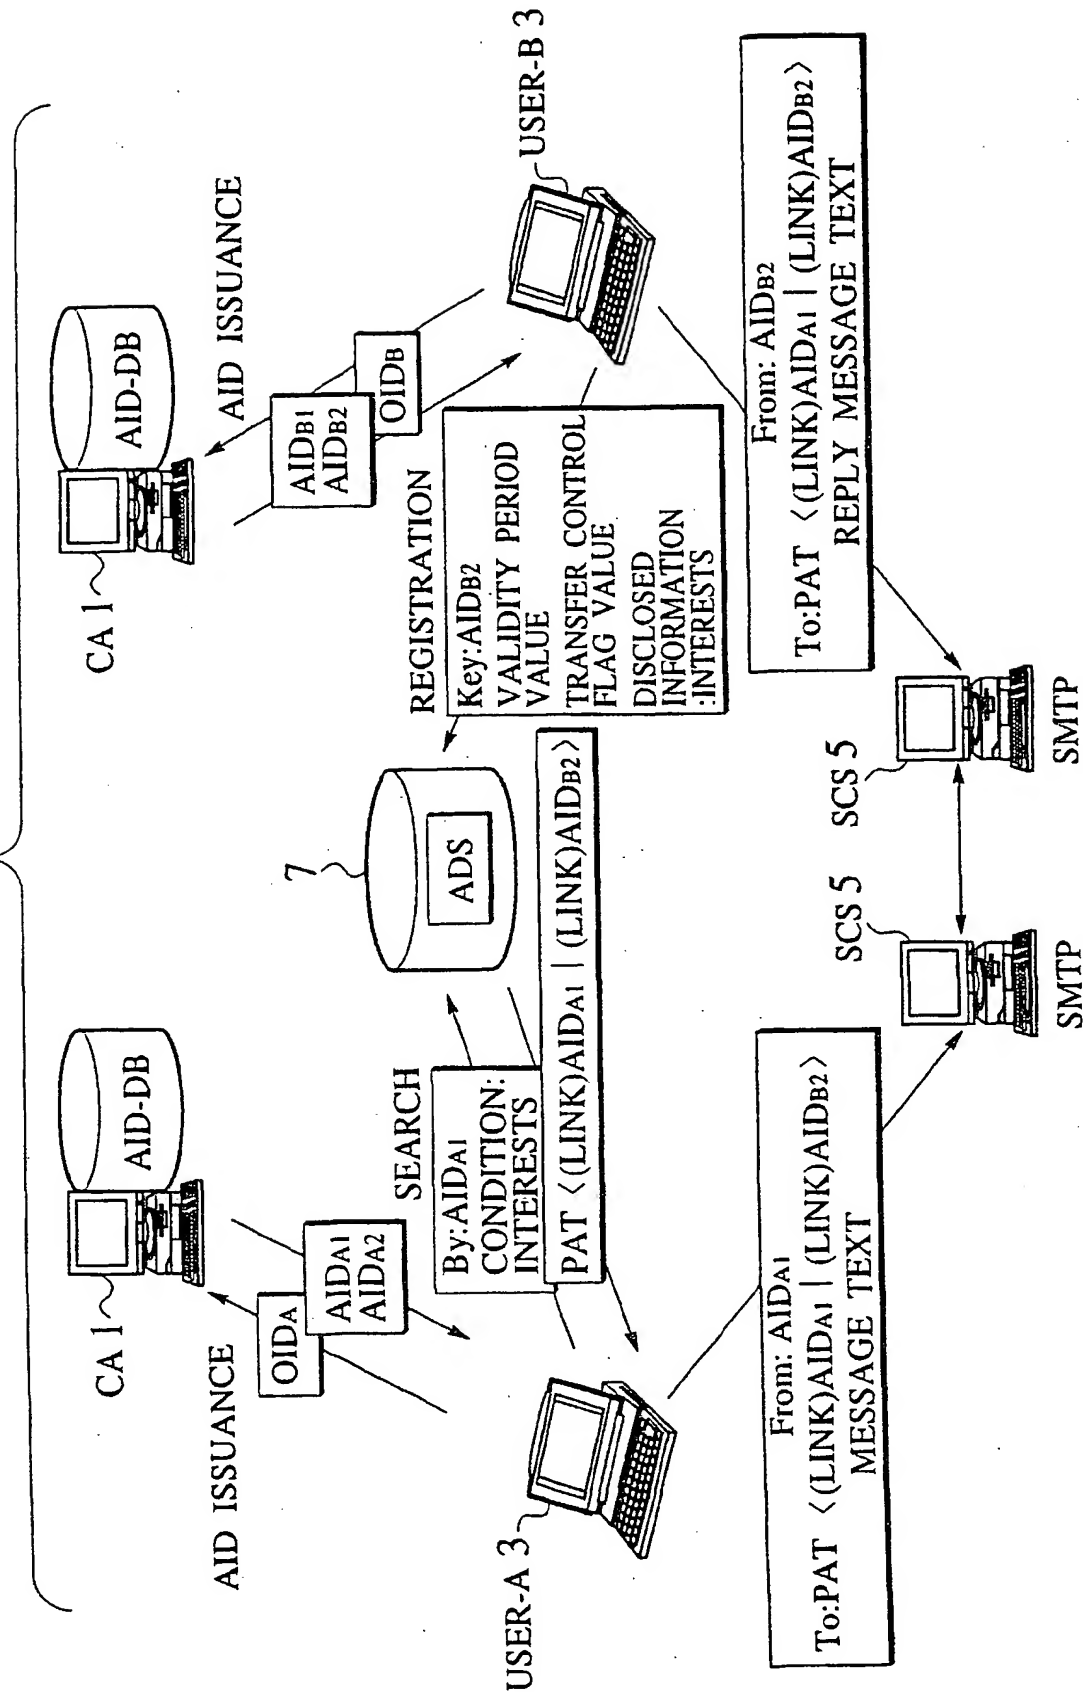 CA 1
AID-DB
AID ISSUANCE
OIDA
AIDA1
AIDA2
USER-A 3
SEARCH
By:AIDA1
CONDITION:
INTERESTS
PAT <(LINK)AIDA1 | (LINK)AIDB2>
7
ADS
CA 1
AID-DB
AID ISSUANCE
AIDB1
AIDB2
OIDB
USER-B 3
REGISTRATION
Key:AIDB2
VALIDITY PERIOD
VALUE
TRANSFER CONTROL
FLAG VALUE
DISCLOSED
INFORMATION
:INTERESTS
From: AIDA1
To:PAT <(LINK)AIDA1 | (LINK)AIDB2>
MESSAGE TEXT
SCS 5
SMTP
SCS 5
SMTP
From: AIDB2
To:PAT <(LINK)AIDA1 | (LINK)AIDB2>
REPLY MESSAGE TEXT